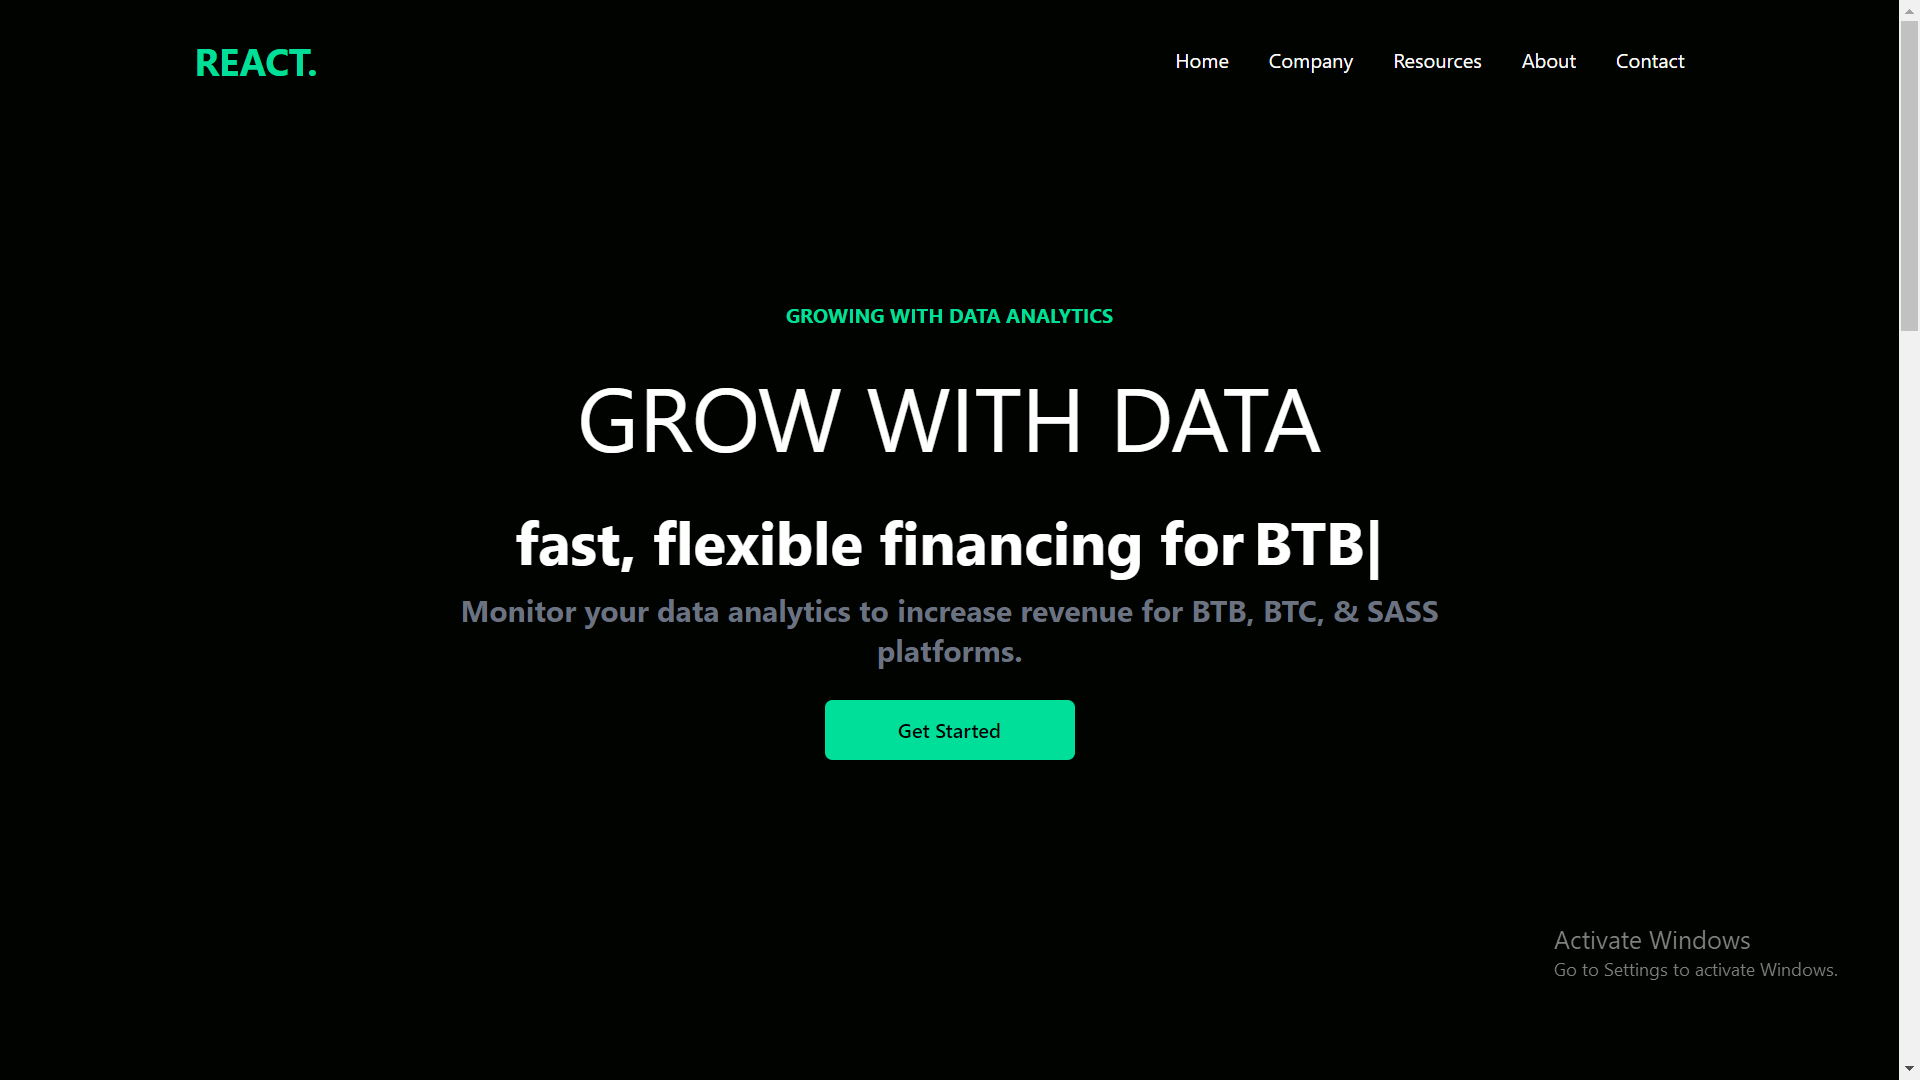 REACT.
Home Company Resources About Contact
GROWING WITH DATA ANALYTICS
GROW WITH DATA
fast, flexible financing for BTB|
Monitor your data analytics to increase revenue for BTB, BTC, & SASS
platforms.
Get Started
Activate Windows
Go to Settings to activate Windows.